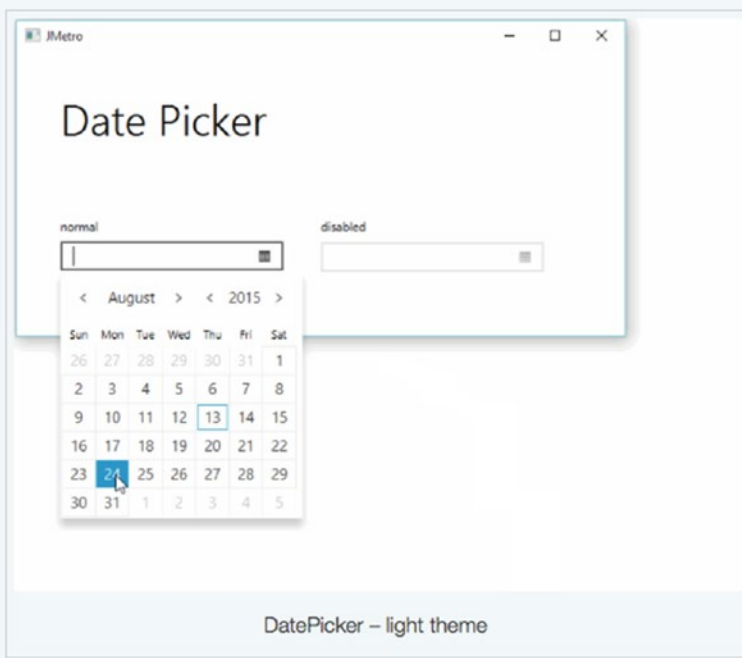 JMetro
Date Picker
normal disabled
< August > < 2015 >
Sun Mon Tue Wed Thu Fri Sat
26 27 28 29 30 31 1
2 3 4 5 6 7 8
9 10 11 12 13 14 15
16 17 18 19 20 21 22
23 24 25 26 27 28 29
30 31 1 2 3 4 5
DatePicker – light theme